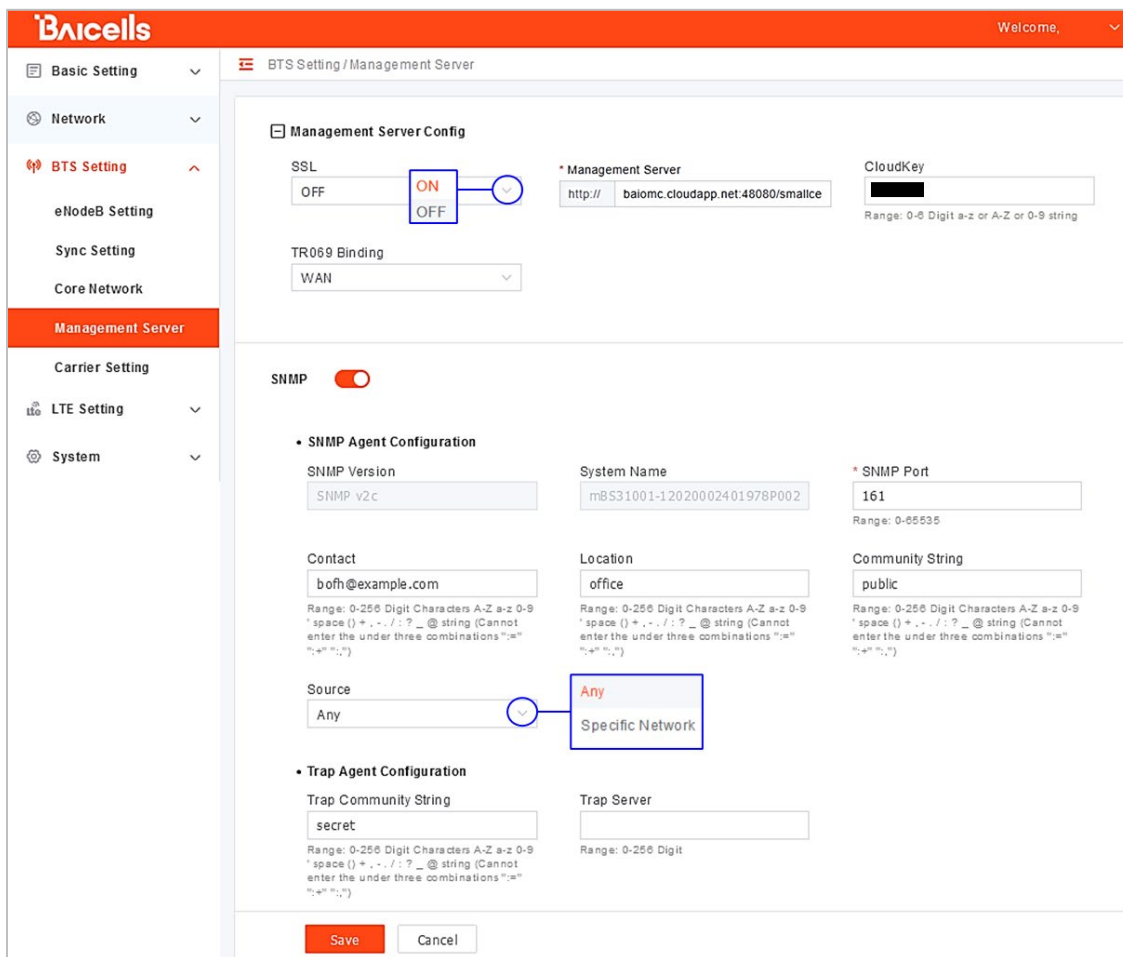 BAICELLS
Welcome,
Basic Setting
Network
BTS Setting
eNodeB Setting
Sync Setting
Core Network
Management Server
Carrier Setting
LTE Setting
System
BTS Setting / Management Server
Management Server Config
SSL
OFF
ON
OFF
* Management Server
http:// baiomc.cloudapp.net:48080/smallce
CloudKey
Range: 0-6 Digit a-z or A-Z or 0-9 string
TR069 Binding
WAN
SNMP
• SNMP Agent Configuration
SNMP Version
SNMP v2c
System Name
mBS31001-12020002401978P002
* SNMP Port
161
Range: 0-65535
Contact
bofh@example.com
Range: 0-256 Digit Characters A-Z a-z 0-9
' space () + , - . / : ? _ @ string (Cannot
enter the under three combinations ":="
":+" ":,")
Location
office
Range: 0-256 Digit Characters A-Z a-z 0-9
' space () + , - . / : ? _ @ string (Cannot
enter the under three combinations ":="
":+" ":,")
Community String
public
Range: 0-256 Digit Characters A-Z a-z 0-9
' space () + , - . / : ? _ @ string (Cannot
enter the under three combinations ":="
":+" ":,")
Source
Any
Any
Specific Network
• Trap Agent Configuration
Trap Community String
secret
Range: 0-256 Digit Characters A-Z a-z 0-9
' space () + , - . / : ? _ @ string (Cannot
enter the under three combinations ":="
":+" ":,")
Trap Server
Range: 0-256 Digit
Save
Cancel